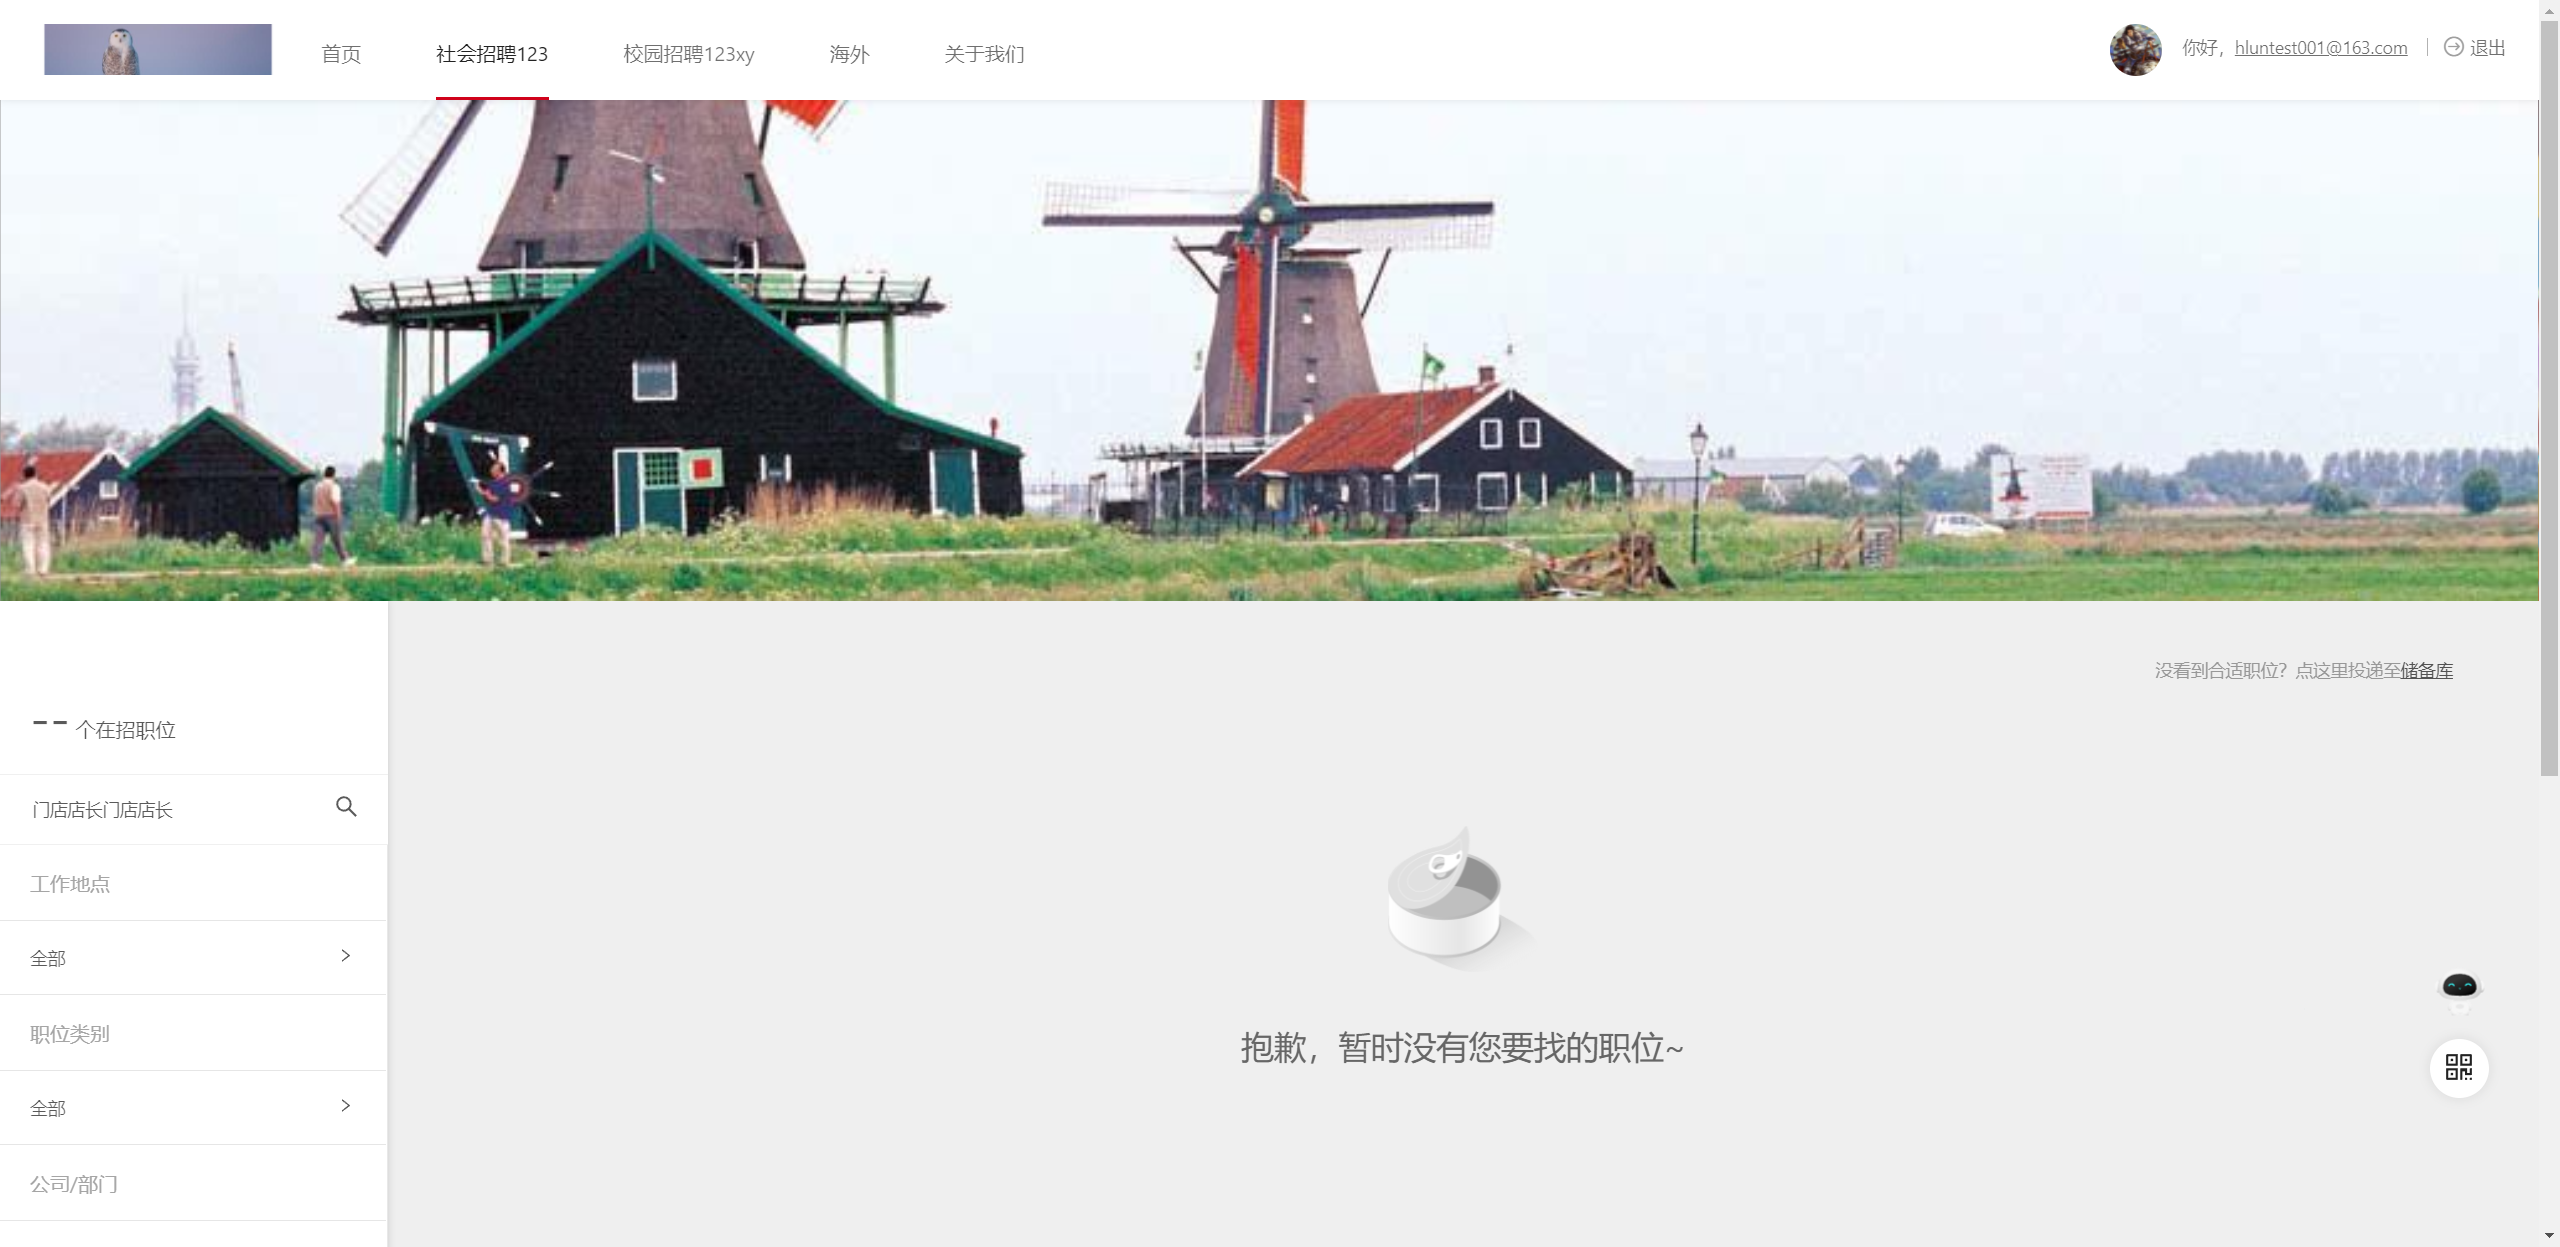 首页
社会招聘123
校园招聘123xy
海外
关于我们
你好，hluntest001@163.com
退出
没看到合适职位？点这里投递至储备库
-- 个在招职位
门店店长门店店长
工作地点
全部
职位类别
全部
公司/部门
抱歉，暂时没有您要找的职位~